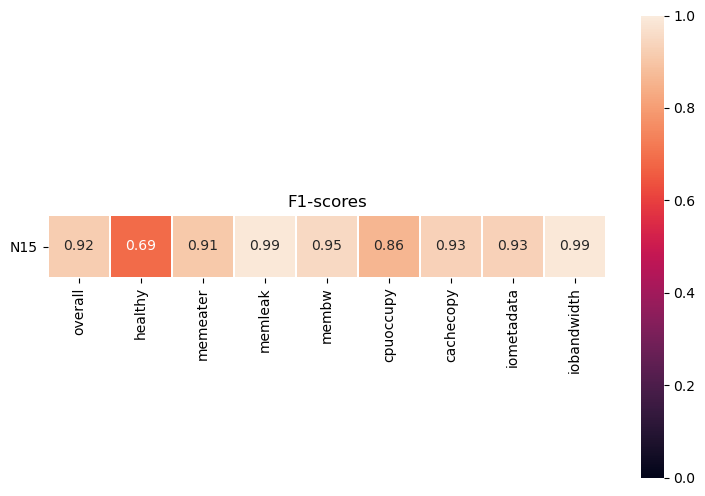 F1-scores
N15
0.92 0.69 0.91 0.99 0.95 0.86 0.93 0.93 0.99
overall
healthy
memeater
memleak
membw
cpuoccupy
cachecopy
iometadata
iobandwidth
1.0
0.8
0.6
0.4
0.2
0.0